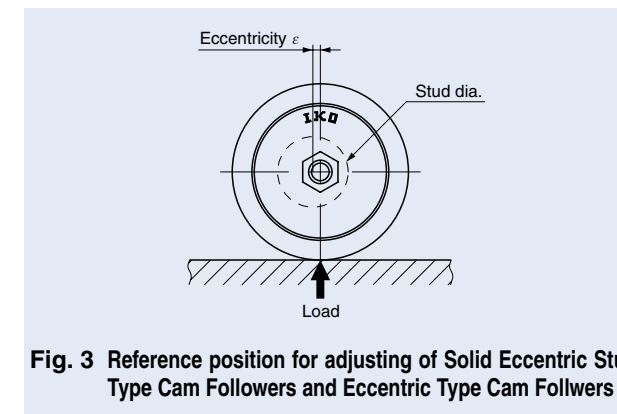 Eccentricity ε
Stud dia.
IKO
Load
Fig. 3 Reference position for adjusting of Solid Eccentric Stu
Type Cam Followers and Eccentric Type Cam Follwers